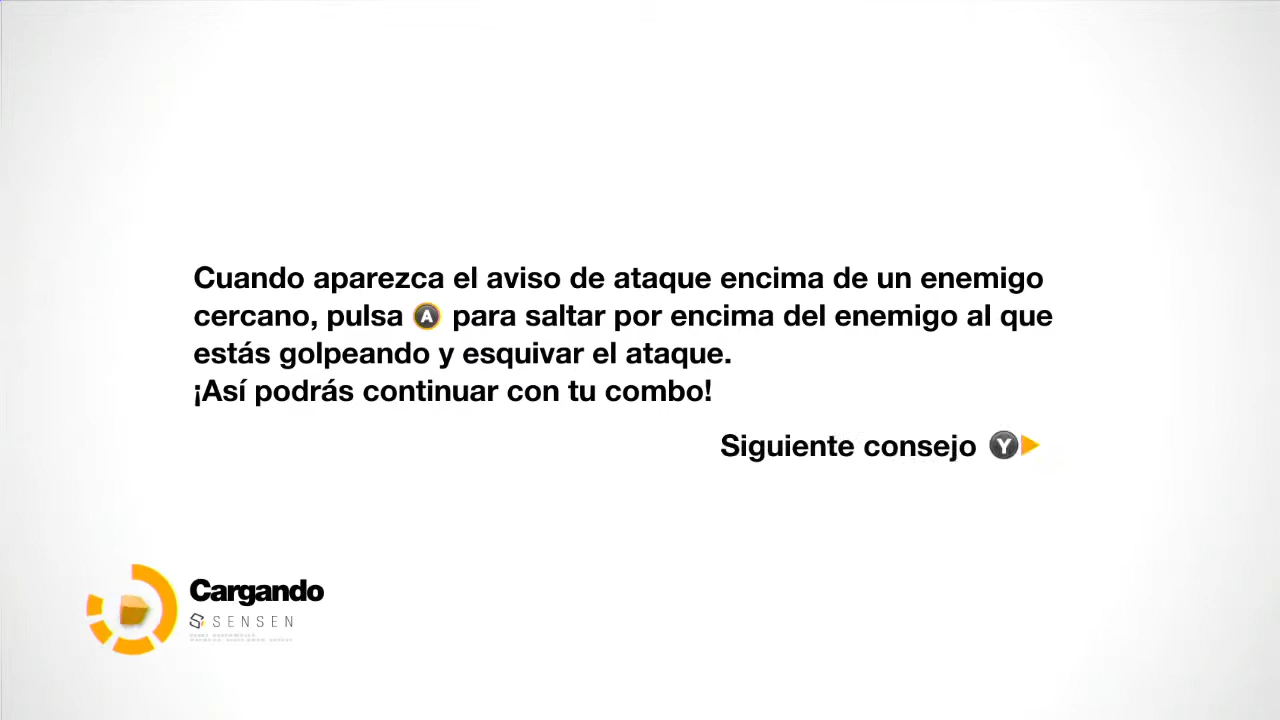 Cuando aparezca el aviso de ataque encima de un enemigo
cercano, pulsa A para saltar por encima del enemigo al que
estás golpeando y esquivar el ataque.
¡Así podrás continuar con tu combo!
Siguiente consejo Y
Cargando
SENSEN